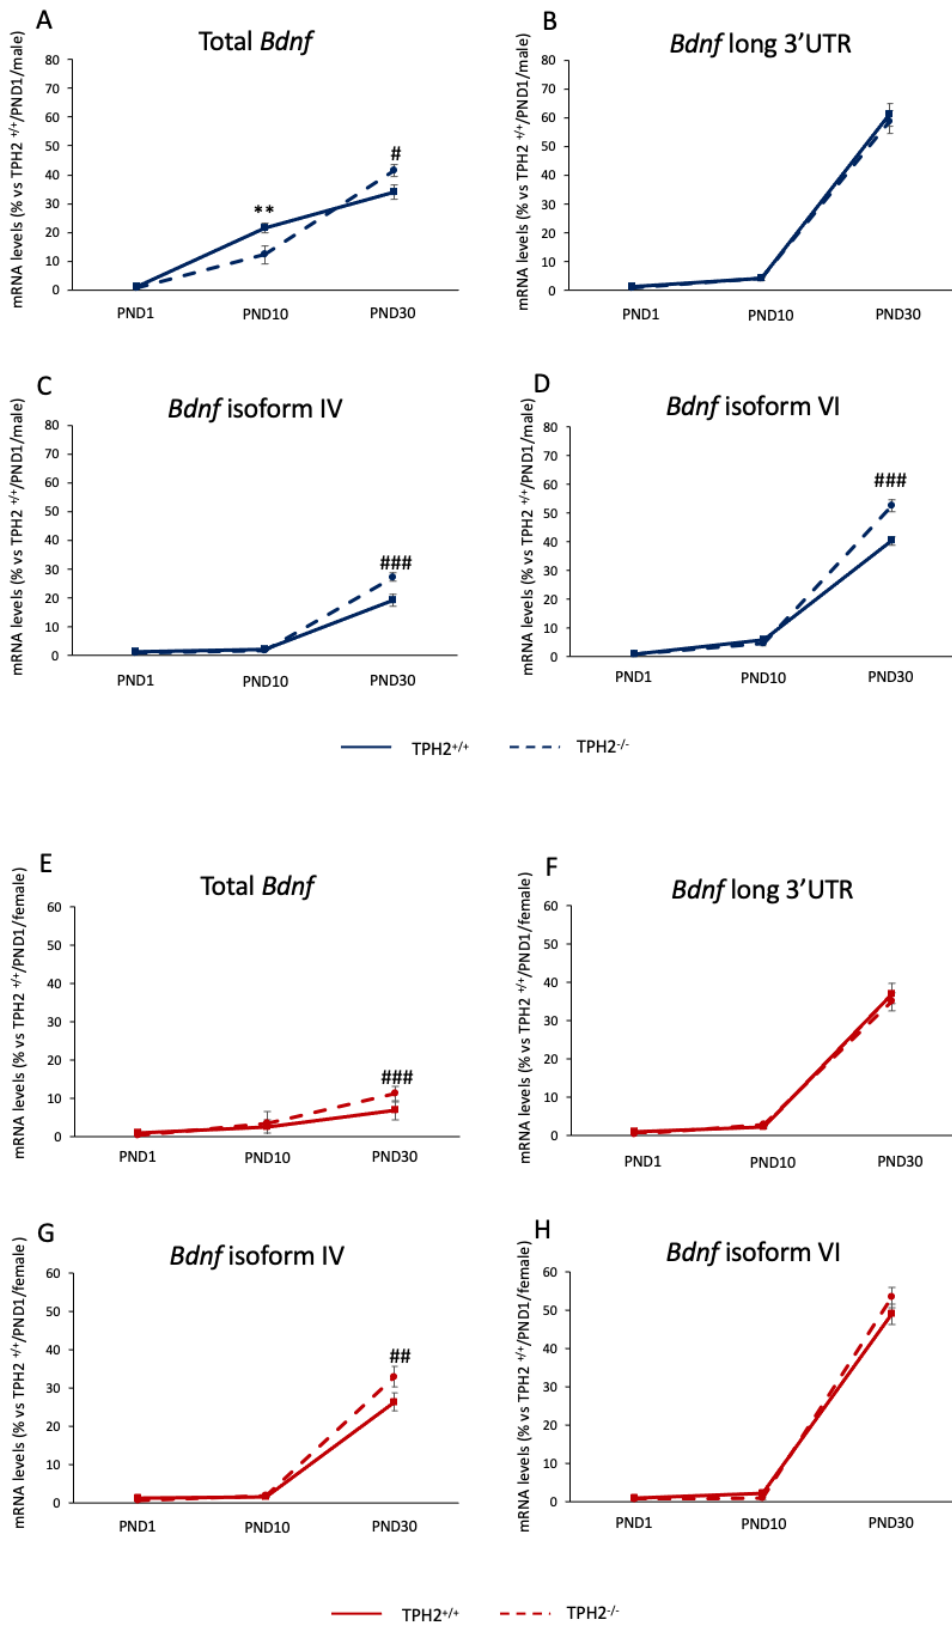 A
Total Bdnf
mRNA levels (% vs TPH2 +/+/PND1/male)
80
70
60
50
40
30
20
10
0
**
#
PND1 PND10 PND30
B
Bdnf long 3’UTR
mRNA levels (% vs TPH2 +/+/PND1/male)
80
70
60
50
40
30
20
10
0
PND1 PND10 PND30
C
Bdnf isoform IV
mRNA levels (% vs TPH2 +/+/PND1/male)
80
70
60
50
40
30
20
10
0
###
PND1 PND10 PND30
D
Bdnf isoform VI
mRNA levels (% vs TPH2 +/+/PND1/male)
80
70
60
50
40
30
20
10
0
###
PND1 PND10 PND30
TPH2+/+ TPH2-/-
E
Total Bdnf
mRNA levels (% vs TPH2 +/+/PND1/female)
60
50
40
30
20
10
0
###
PND1 PND10 PND30
F
Bdnf long 3’UTR
mRNA levels (% vs TPH2 +/+/PND1/female)
60
50
40
30
20
10
0
PND1 PND10 PND30
G
Bdnf isoform IV
mRNA levels (% vs TPH2 +/+/PND1/female)
60
50
40
30
20
10
0
##
PND1 PND10 PND30
H
Bdnf isoform VI
mRNA levels (% vs TPH2 +/+/PND1/female)
60
50
40
30
20
10
0
PND1 PND10 PND30
TPH2+/+ TPH2-/-